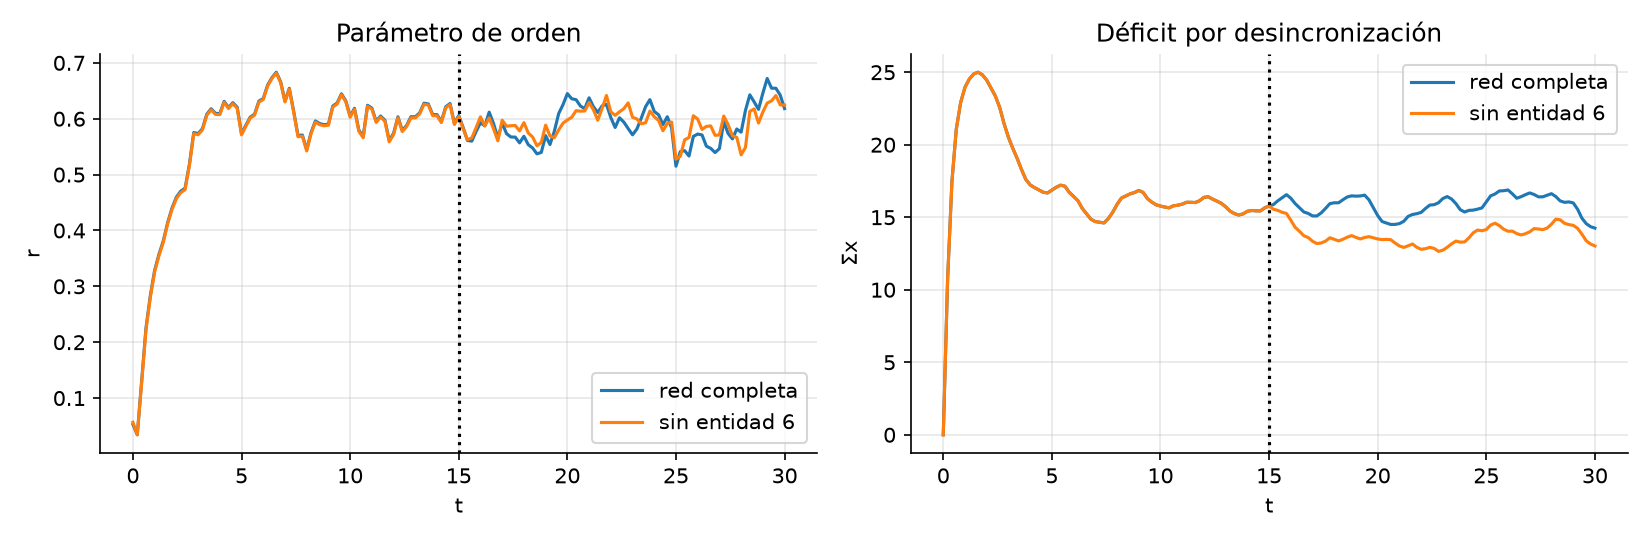 Parámetro de orden
0.7
0.6
0.5
0.4
0.3
0.2
0.1
r
0
5
10
15
20
25
30
t
red completa
sin entidad 6
Déficit por desincronización
25
20
15
10
5
0
Σx
0
5
10
15
20
25
30
t
red completa
sin entidad 6